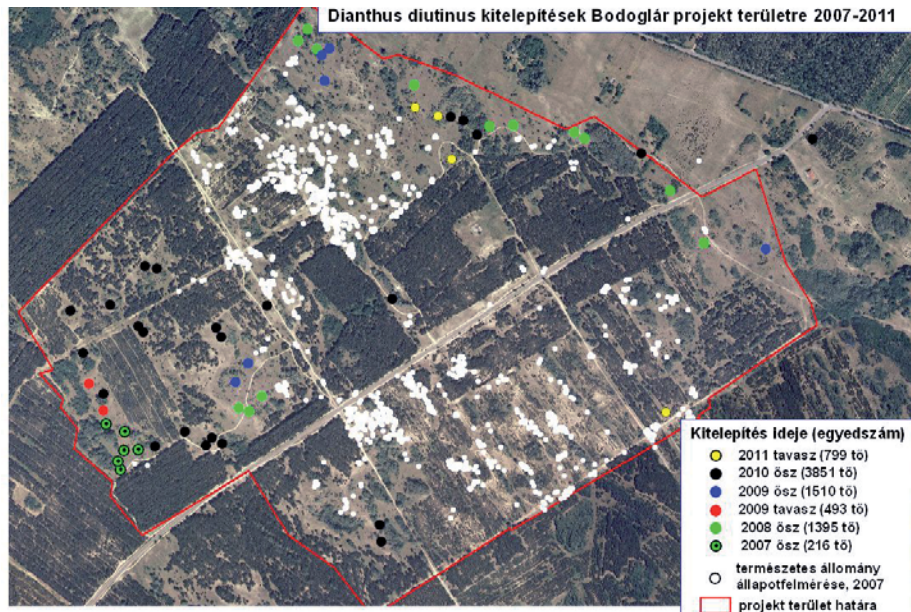 Dianthus diutinus kitelepítések Bodoglár projekt területre 2007-2011
Kitelepítés ideje (egyedszám)
2011 tavasz (799 tő)
2010 ősz (3851 tő)
2009 ősz (1510 tő)
2009 tavasz (493 tő)
2008 ősz (1395 tő)
2007 ősz (216 tő)
természetes állomány
állapotfelmérése, 2007
projekt terület határa